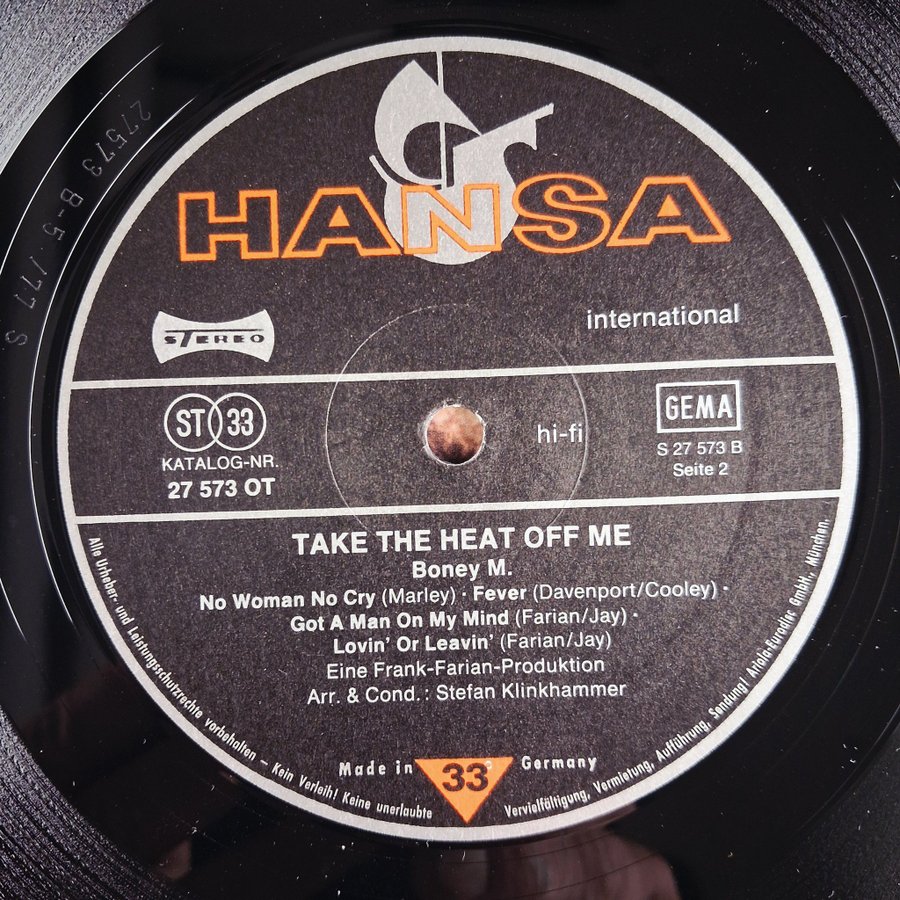 HANSA
international
STEREO
ST 33
KATALOG-NR.
27 573 OT
hi-fi
GEMA
S 27 573 B
Seite 2
TAKE THE HEAT OFF ME
Boney M.
No Woman No Cry (Marley) · Fever (Davenport/Cooley) ·
Got A Man On My Mind (Farian/Jay) ·
Lovin' Or Leavin' (Farian/Jay)
Eine Frank-Farian-Produktion
Arr. & Cond.: Stefan Klinkhammer
Made in 33° Germany
Alle Urheber- und Leistungsschutzrechte vorbehalten – Kein Verleih! Keine unerlaubte Vervielfältigung, Vermietung, Aufführung, Sendung! Ariola-Eurodisc GmbH., München.
27573 B-5 /77 S